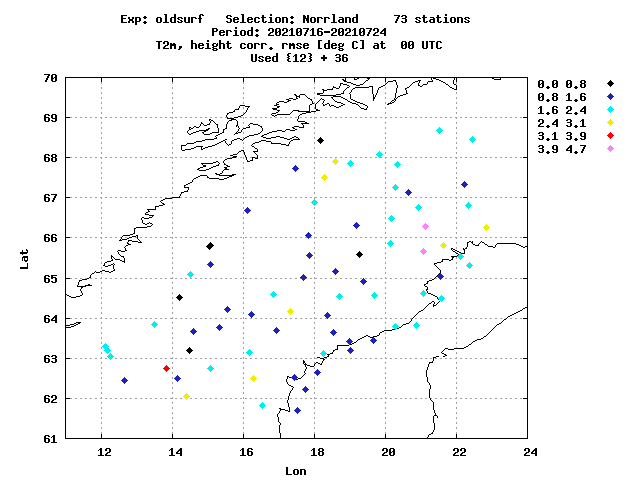 Exp: oldsurf Selection: Norrland 73 stations
Period: 20210716-20210724
T2m, height corr. rmse [deg C] at 00 UTC
Used {12} + 36
70
69
68
67
66
65
64
63
62
61
Lat
12 14 16 18 20 22 24
Lon
0.0 0.8
0.8 1.6
1.6 2.4
2.4 3.1
3.1 3.9
3.9 4.7